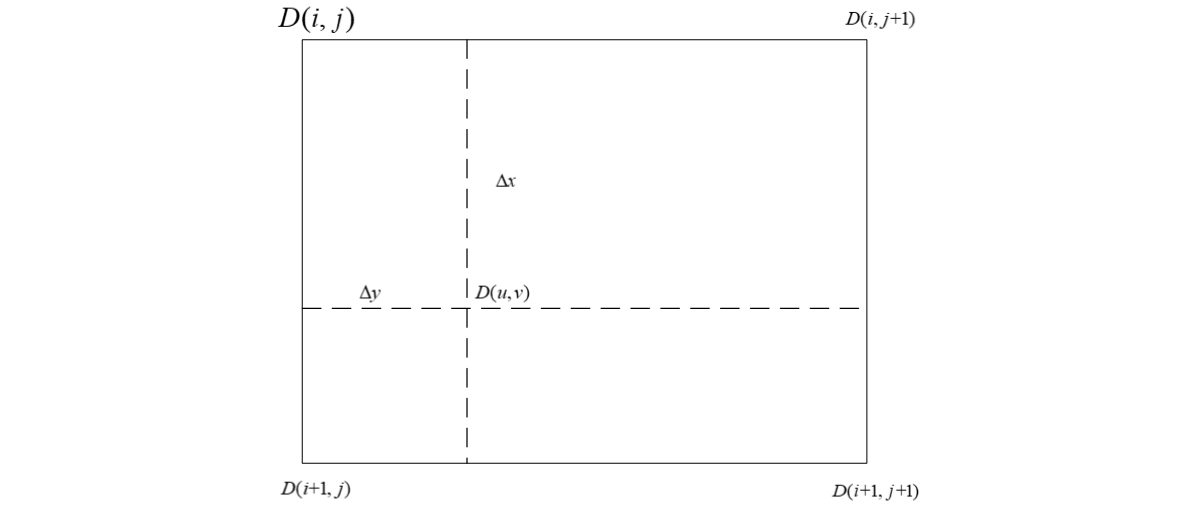 D(i, j)
D(i, j+1)
Δx
Δy
D(u, v)
D(i+1, j)
D(i+1, j+1)